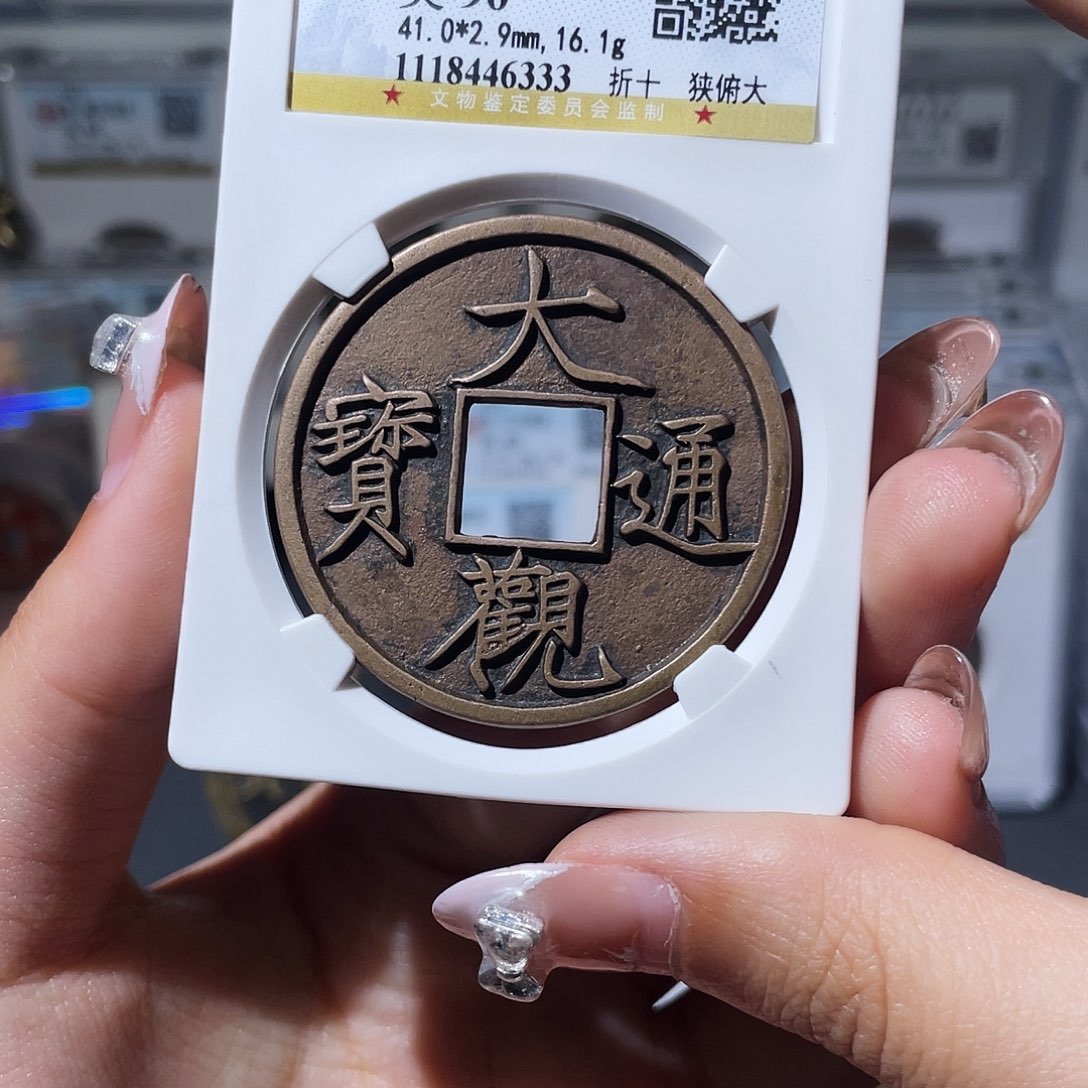 41.0*2.9mm,16.1g
1118446333 折十 狭俯大
文物鉴定委员会监制
大
寶 通
觀